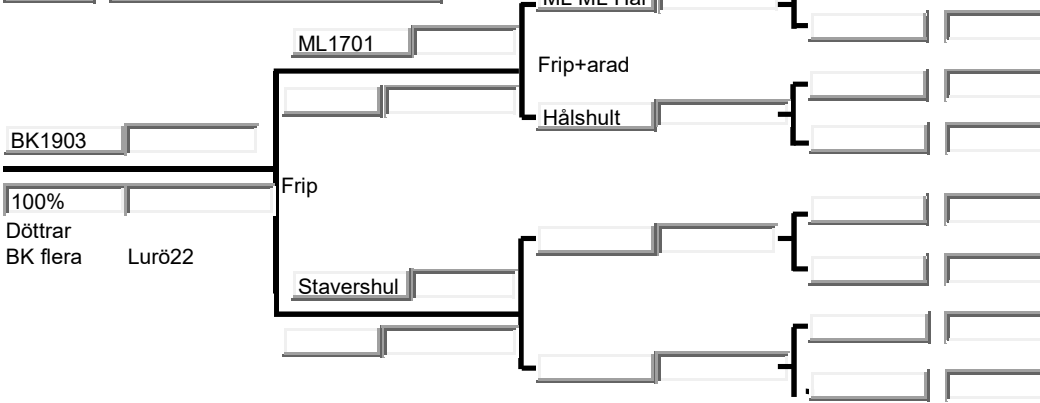 ML1701
Frip+arad
Hålshult
BK1903
Frip
100%
Döttrar
BK flera Lurö22
Stavershul